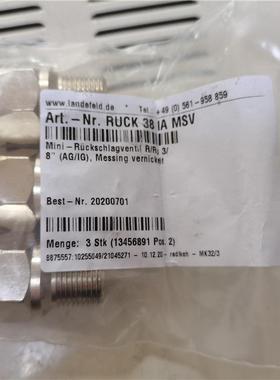 www.landefeld.de Tel.: +49 (0) 561-958 859
Art.-Nr. RUCK 38 IA MSV
Mini-Rückschlagventil R/Rp 3/
8" (AG/IG), Messing vernickelt
Best-Nr. 20200701
Menge: 3 Stk (13456891 Pos. 2)
8875557:10255049/21045271 - 10.12.20 - - MK32/3